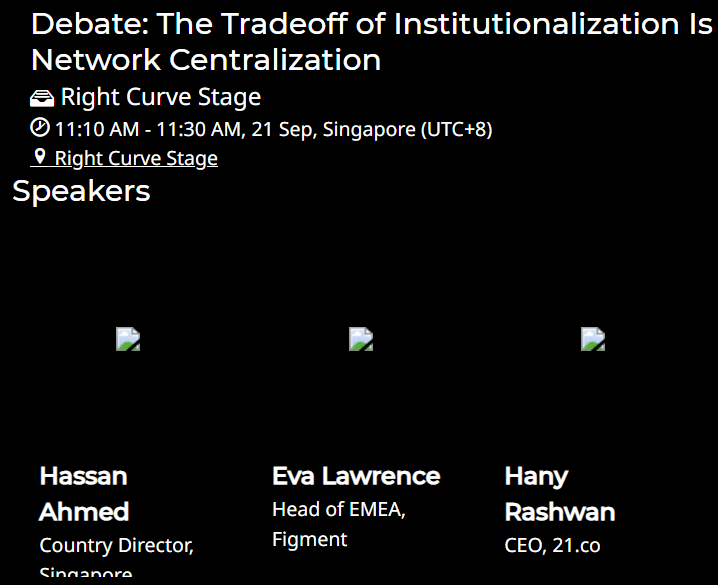 Debate: The Tradeoff of Institutionalization Is
Network Centralization
Right Curve Stage
11:10 AM - 11:30 AM, 21 Sep, Singapore (UTC+8)
Right Curve Stage
Speakers
Hassan
Ahmed
Country Director,
Singapore
Eva Lawrence
Head of EMEA,
Figment
Hany
Rashwan
CEO, 21.co